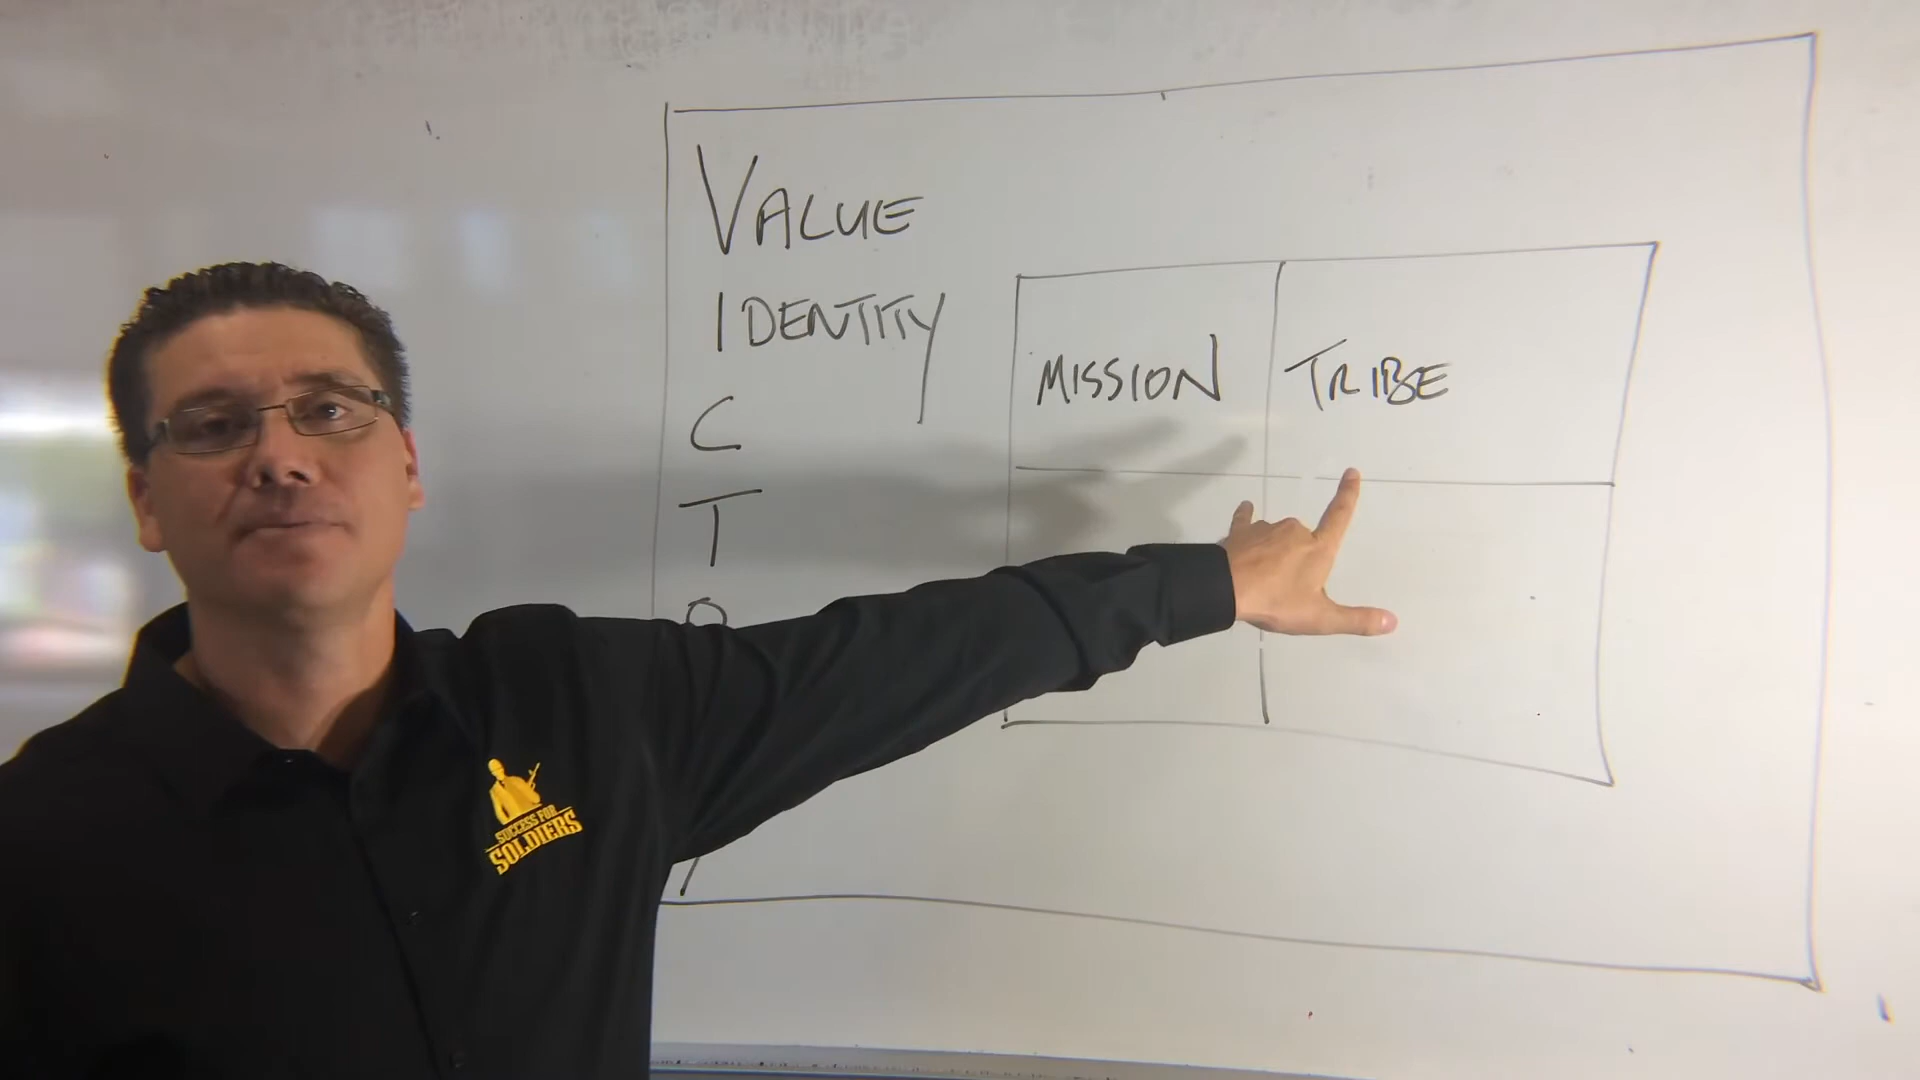 VALUE
IDENTITY
MISSION
TRIBE
C
T
O
SUCCESS FOR
SOLDIERS